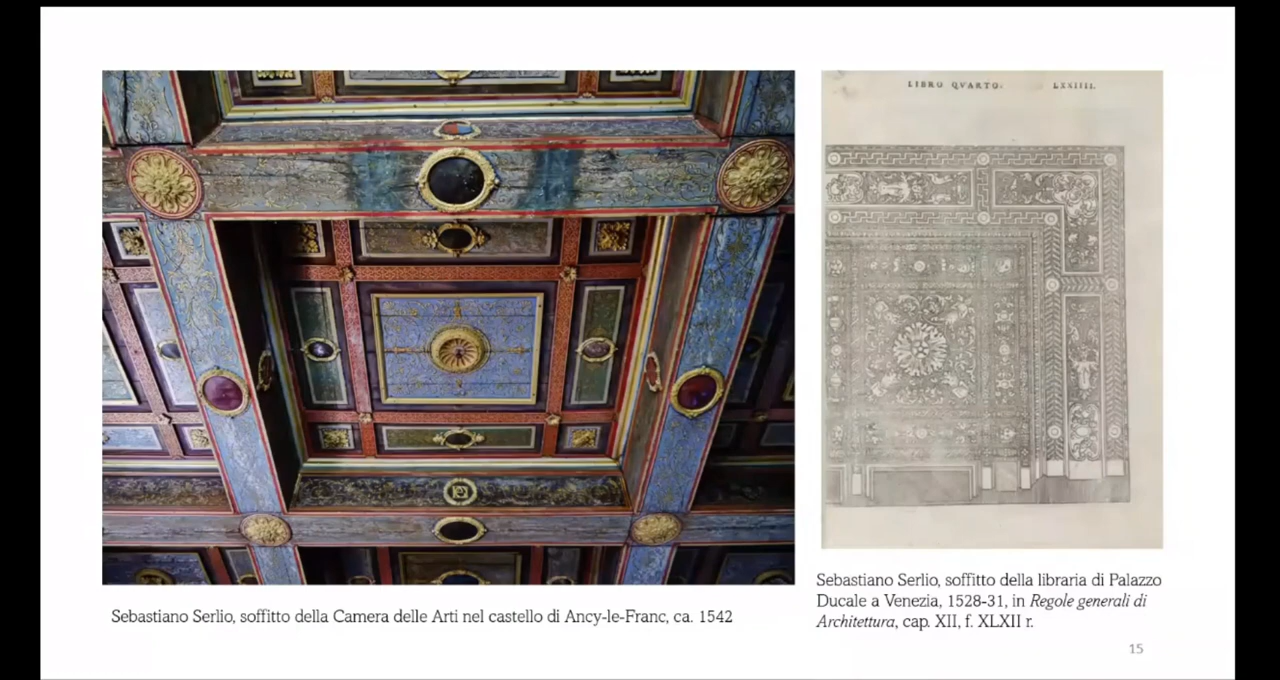 LIBRO QVARTO. LXXIIII.
Sebastiano Serlio, soffitto della Camera delle Arti nel castello di Ancy-le-Franc, ca. 1542
Sebastiano Serlio, soffitto della libraria di Palazzo
Ducale a Venezia, 1528-31, in Regole generali di
Architettura, cap. XII, f. XLXII r.
15